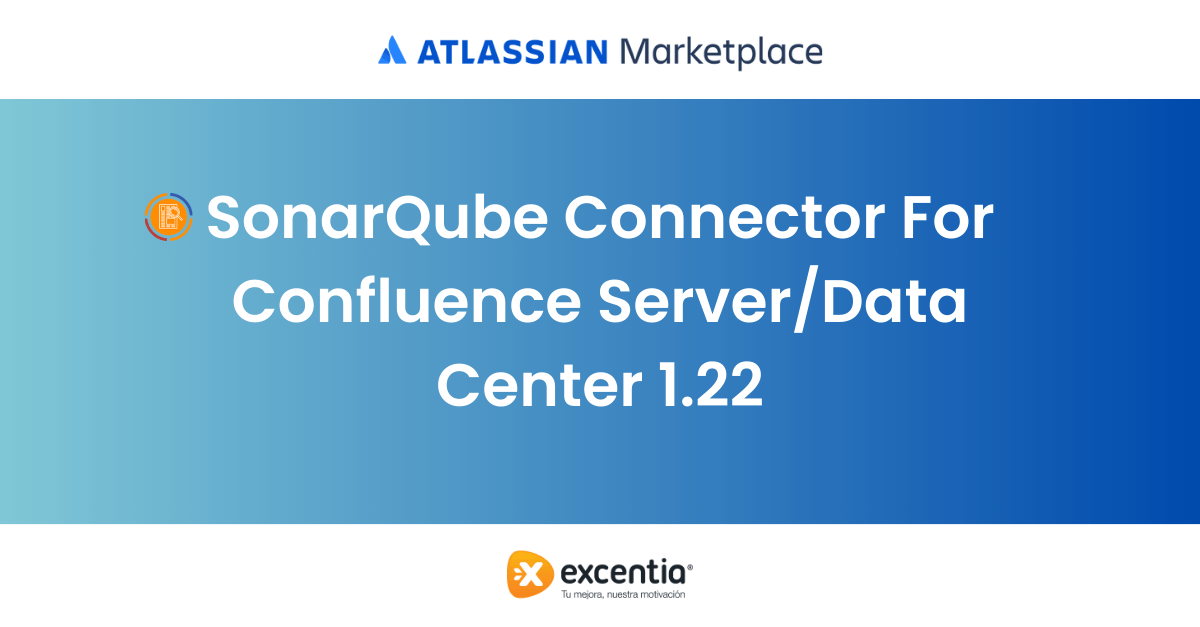 ATLASSIAN Marketplace
SonarQube Connector For
Confluence Server/Data
Center 1.22
excentia®
Tu mejora, nuestra motivación